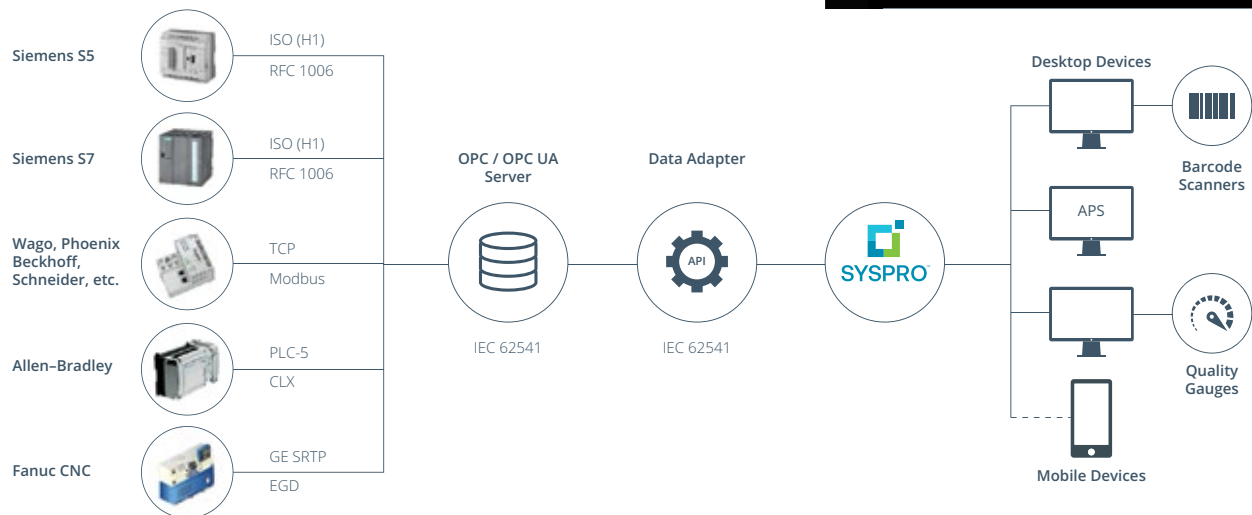 Siemens S5
ISO (H1)
RFC 1006
Siemens S7
ISO (H1)
RFC 1006
Wago, Phoenix
Beckhoff,
Schneider, etc.
TCP
Modbus
Allen–Bradley
PLC-5
CLX
Fanuc CNC
GE SRTP
EGD
OPC / OPC UA
Server
IEC 62541
Data Adapter
API
IEC 62541
SYSPRO™
Desktop Devices
Barcode
Scanners
APS
Quality
Gauges
Mobile Devices